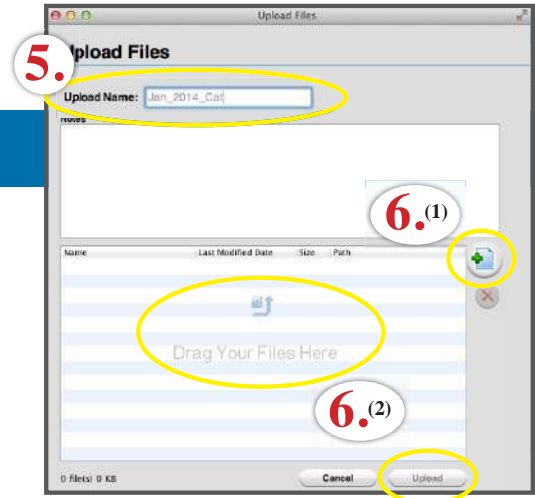 Upload Files
Upload Files
5.
Upload Name: Jan_2014_Cat
Notes
6.(1)
Name Last Modified Date Size Path
Drag Your Files Here
6.(2)
0 file(s) 0 KB Cancel Upload